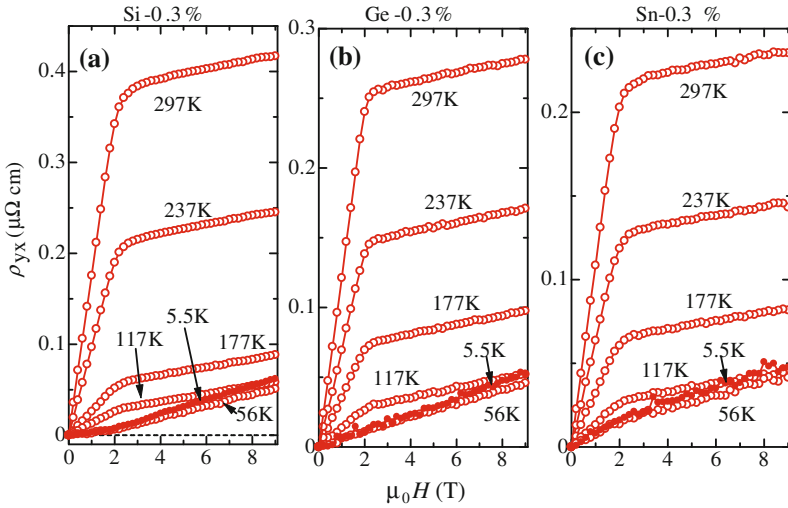 Si-0.3 % Ge-0.3% Sn-0.3 %
(a) (b) (c)
0.4
0.3
0.2
0.1
0
0.3
0.2
0.1
0
0.2
0.1
0
ρyx (μΩ cm)
297K
237K
5.5K
117K
177K
56K
297K
237K
177K
5.5K
117K
56K
297K
237K
177K
117K
5.5K
56K
0 2 4 6 8 0 2 4 6 8 0 2 4 6 8
μ0H (T)